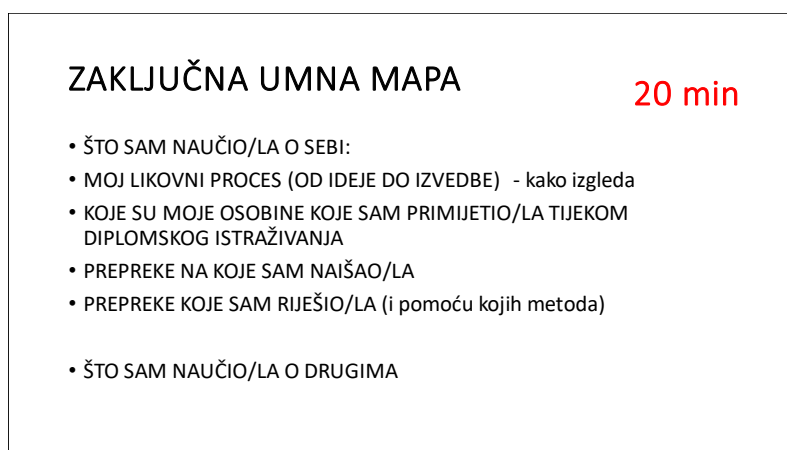 ZAKLJUČNA UMNA MAPA
20 min
• ŠTO SAM NAUČIO/LA O SEBI:
• MOJ LIKOVNI PROCES (OD IDEJE DO IZVEDBE) - kako izgleda
• KOJE SU MOJE OSOBINE KOJE SAM PRIMIJETIO/LA TIJEKOM
DIPLOMSKOG ISTRAŽIVANJA
• PREPREKE NA KOJE SAM NAIŠAO/LA
• PREPREKE KOJE SAM RIJEŠIO/LA (i pomoću kojih metoda)
• ŠTO SAM NAUČIO/LA O DRUGIMA